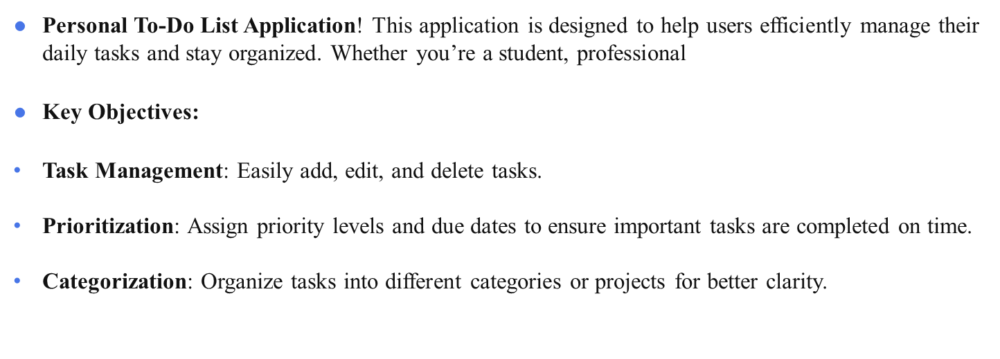 ● Personal To-Do List Application! This application is designed to help users efficiently manage their
daily tasks and stay organized. Whether you’re a student, professional
● Key Objectives:
• Task Management: Easily add, edit, and delete tasks.
• Prioritization: Assign priority levels and due dates to ensure important tasks are completed on time.
• Categorization: Organize tasks into different categories or projects for better clarity.